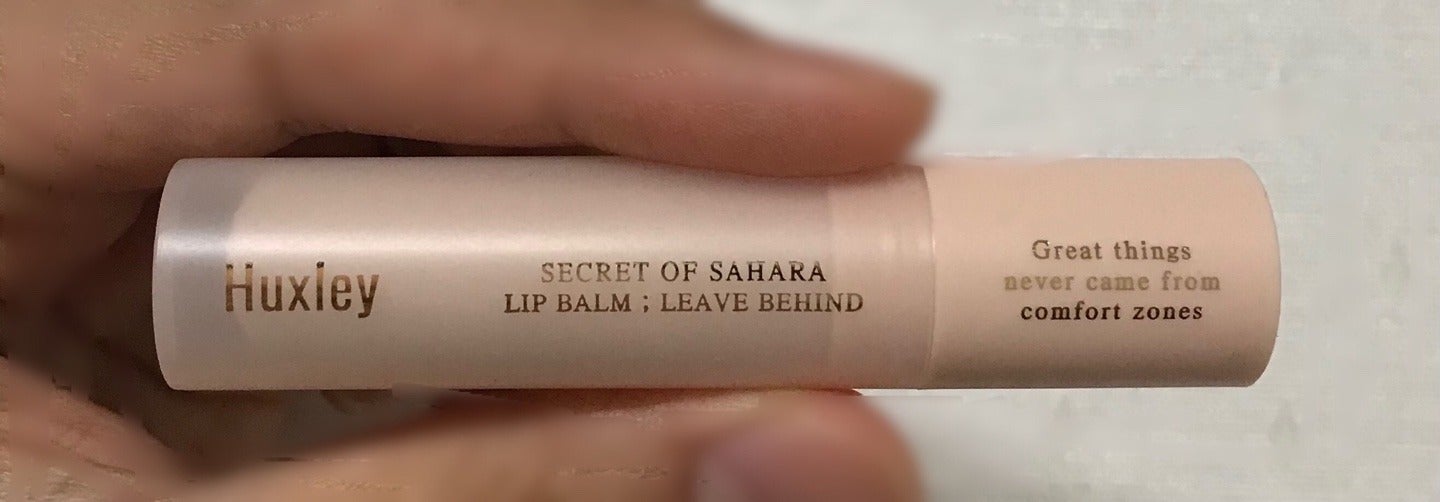 Huxley
SECRET OF SAHARA
LIP BALM ; LEAVE BEHIND
Great things
never came from
comfort zones